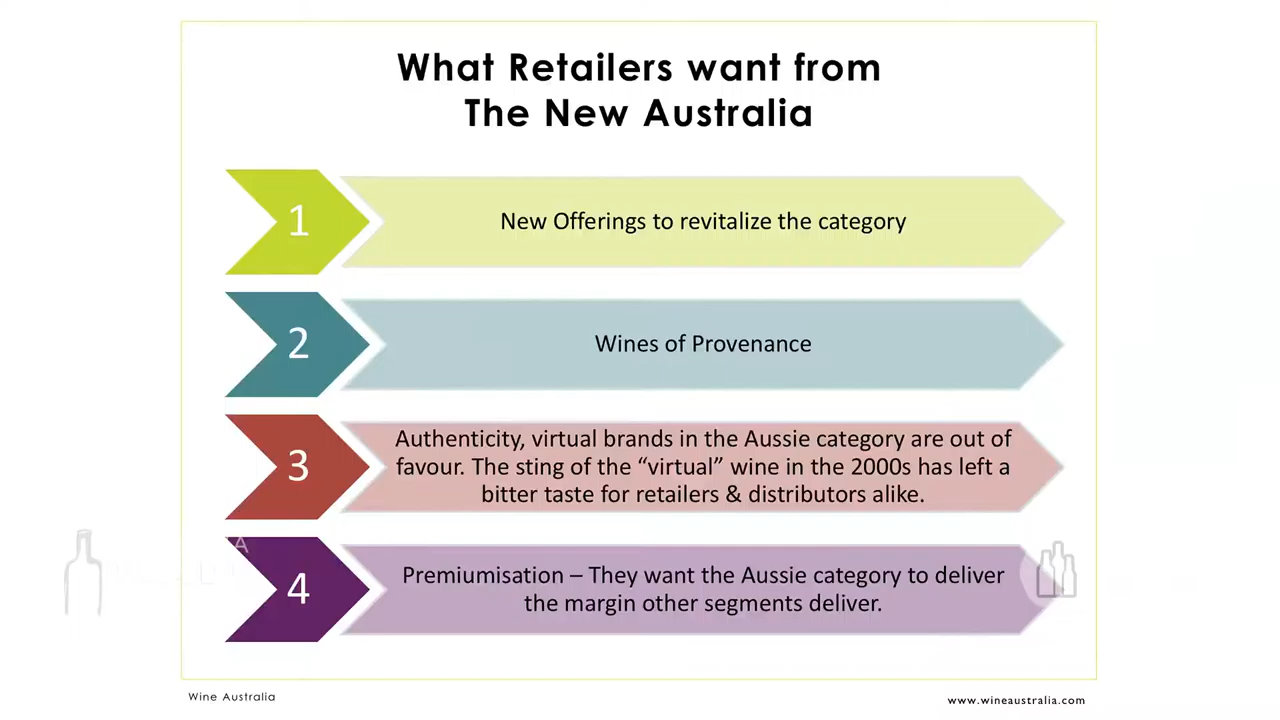 What Retailers want from
The New Australia
1
New Offerings to revitalize the category
2
Wines of Provenance
3
Authenticity, virtual brands in the Aussie category are out of
favour. The sting of the “virtual” wine in the 2000s has left a
bitter taste for retailers & distributors alike.
4
Premiumisation – They want the Aussie category to deliver
the margin other segments deliver.
Wine Australia
www.wineaustralia.com